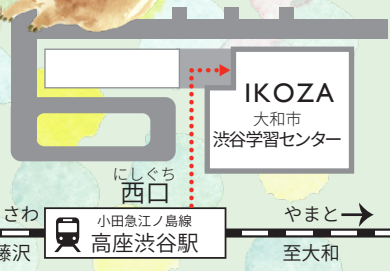 IKOZA
大和市
渋谷学習センター
にしぐち
西口
さわ
小田急江ノ島線
やまと
藤沢
高座渋谷駅
至大和